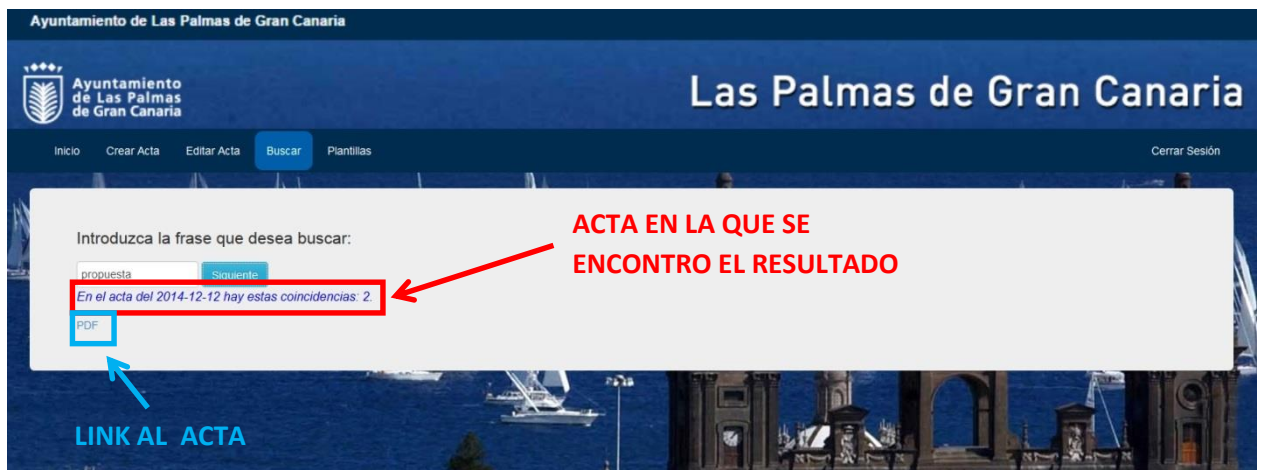 Ayuntamiento de Las Palmas de Gran Canaria
Ayuntamiento
de Las Palmas
de Gran Canaria
Las Palmas de Gran Canaria
Inicio Crear Acta Editar Acta Buscar Plantillas Cerrar Sesión
Introduzca la frase que desea buscar:
propuesta Siguiente
En el acta del 2014-12-12 hay estas coincidencias: 2.
PDF
ACTA EN LA QUE SE
ENCONTRO EL RESULTADO
LINK AL ACTA